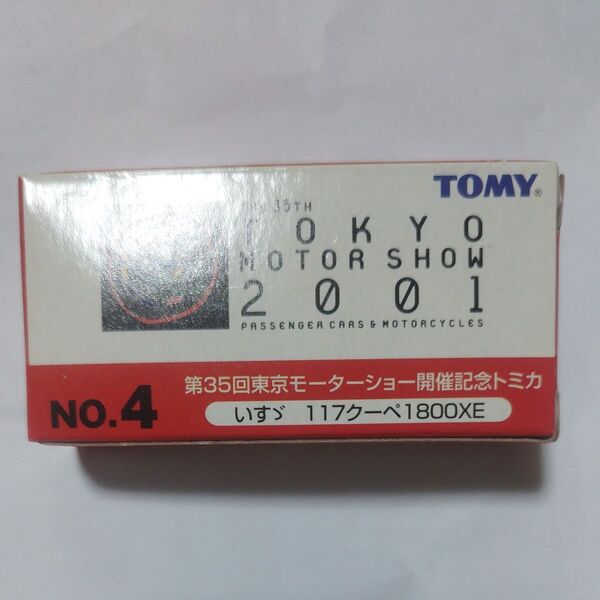 TOMY®
THE 35TH
TOKYO
MOTOR SHOW
2001
PASSENGER CARS & MOTORCYCLES
NO.4
第35回東京モーターショー開催記念トミカ
いすゞ 117クーペ1800XE